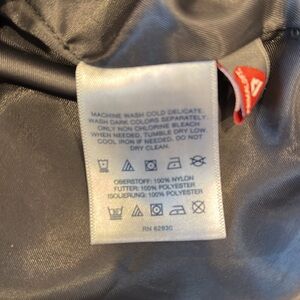 MACHINE WASH COLD DELICATE.
WASH DARK COLORS SEPARATELY.
ONLY NON CHLORINE BLEACH
WHEN NEEDED, TUMBLE DRY LOW.
COOL IRON IF NEEDED. DO NOT
DRY CLEAN.
OBERSTOFF: 100% NYLON
FUTTER: 100% POLYESTER
ISOLIERUNG: 100% POLYESTER
RN 62930